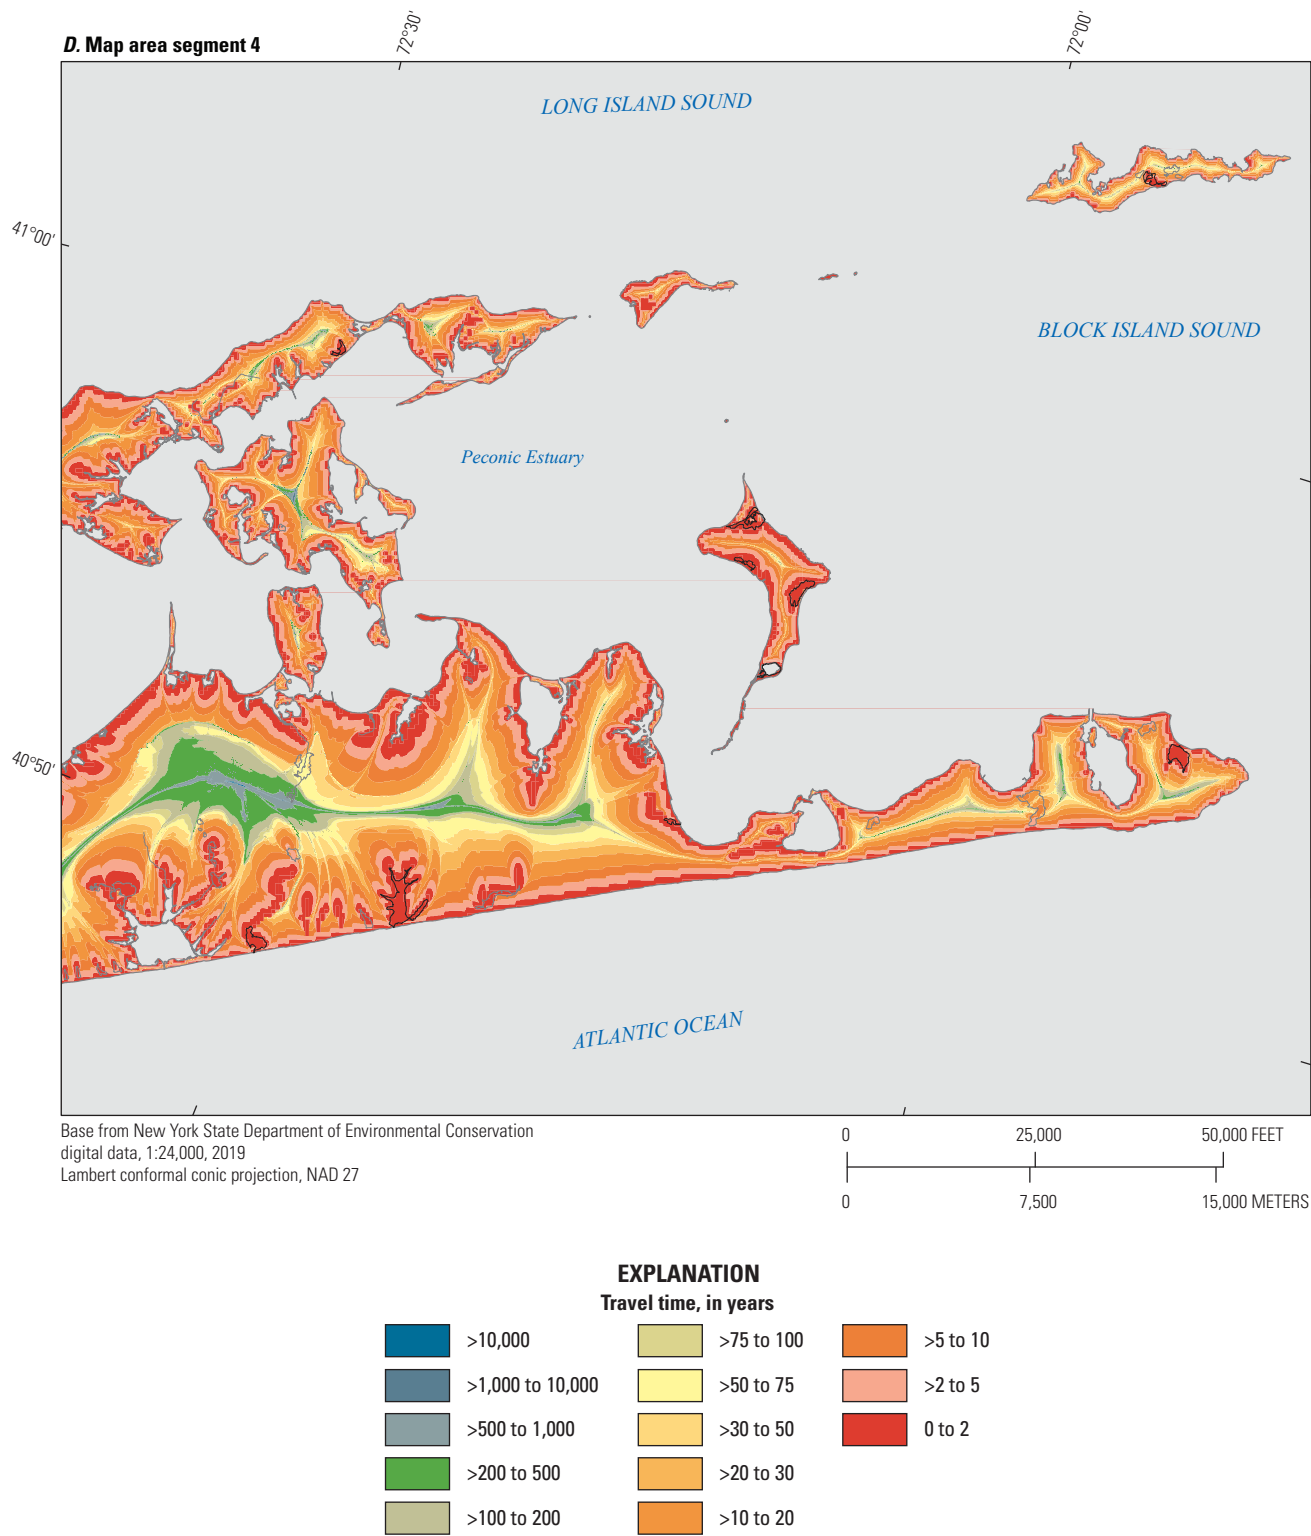 D. Map area segment 4
72°30'
72°00'
LONG ISLAND SOUND
41°00'
BLOCK ISLAND SOUND
Peconic Estuary
40°50'
ATLANTIC OCEAN
Base from New York State Department of Environmental Conservation
digital data, 1:24,000, 2019
Lambert conformal conic projection, NAD 27
0 25,000 50,000 FEET
0 7,500 15,000 METERS
EXPLANATION
Travel time, in years
>10,000
>1,000 to 10,000
>500 to 1,000
>200 to 500
>100 to 200
>75 to 100
>50 to 75
>30 to 50
>20 to 30
>10 to 20
>5 to 10
>2 to 5
0 to 2